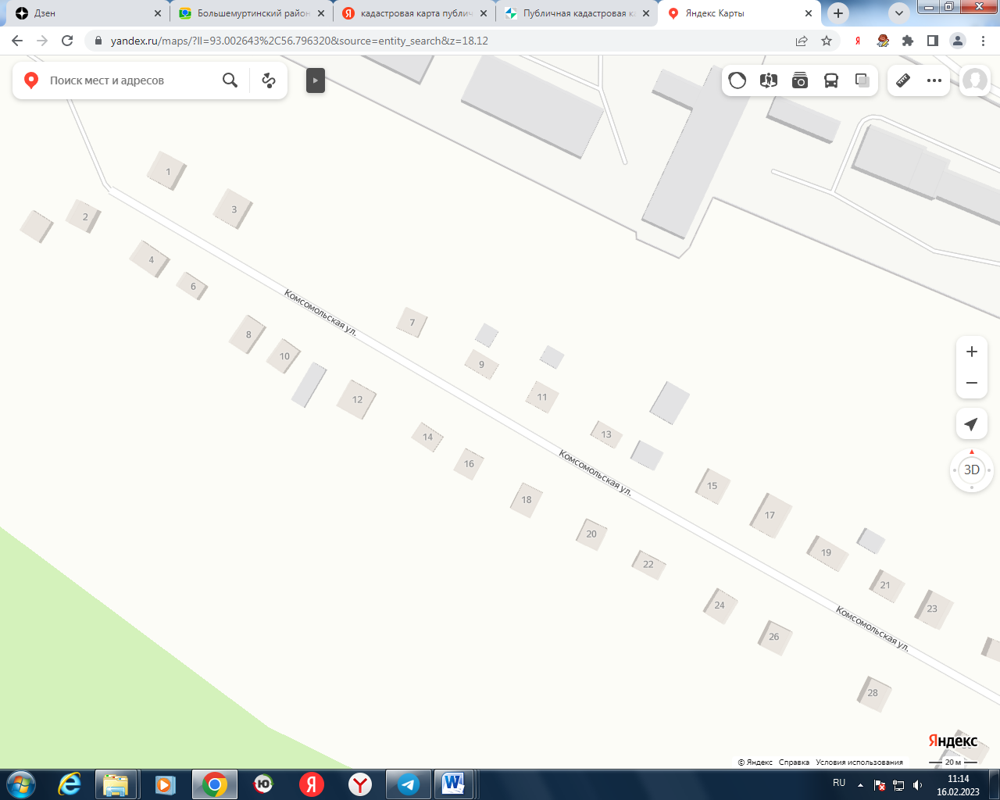 Дзен
Большемуртинский район
кадастровая карта публич
Публичная кадастровая ка
Яндекс Карты
yandex.ru/maps/?ll=93.002643%2C56.796320&source=entity_search&z=18.12
Поиск мест и адресов
1
3
2
4
6
Комсомольская ул.
7
8
10
9
11
12
13
14
16
Комсомольская ул.
3D
15
18
17
20
19
22
21
24
23
Комсомольская ул.
26
28
Яндекс
© Яндекс Справка Условия использования
20 м
Ю
Я
Y
W
RU
11:14
16.02.2023